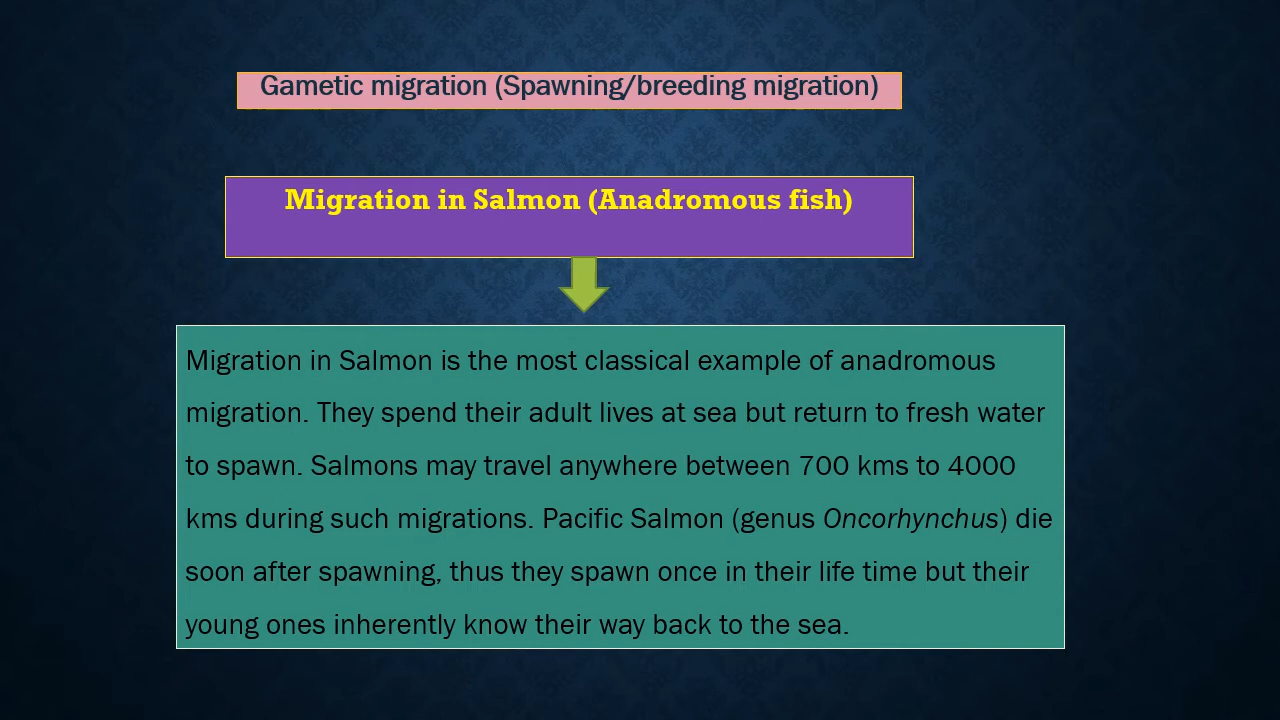 Gametic migration (Spawning/breeding migration)
Migration in Salmon (Anadromous fish)
Migration in Salmon is the most classical example of anadromous
migration. They spend their adult lives at sea but return to fresh water
to spawn. Salmons may travel anywhere between 700 kms to 4000
kms during such migrations. Pacific Salmon (genus Oncorhynchus) die
soon after spawning, thus they spawn once in their life time but their
young ones inherently know their way back to the sea.